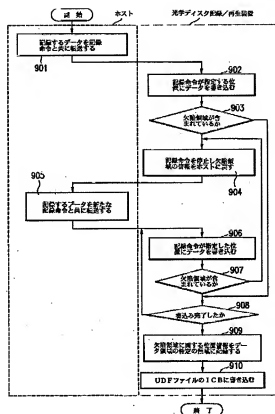 開始
ホスト
光学ディスク記録/再生装置
記録するデータを記録
命令と共に転送する
901
902
記録命令が指定する位
置にデータを書き込む
903
欠陥領域が含
まれているか
記録命令を停止し欠陥領
域の情報をホストに戻す
904
905
記録するデータを新たな
記録命令と共に転送する
906
記録命令が指定した位
置にデータを書き込む
907
欠陥領域が含
まれているか
908
書込み完了したか
909
欠陥領域に関する位置情報をデー
タ領域の特定の区域に記録する
910
UDFファイルのICBに書き込む
終了